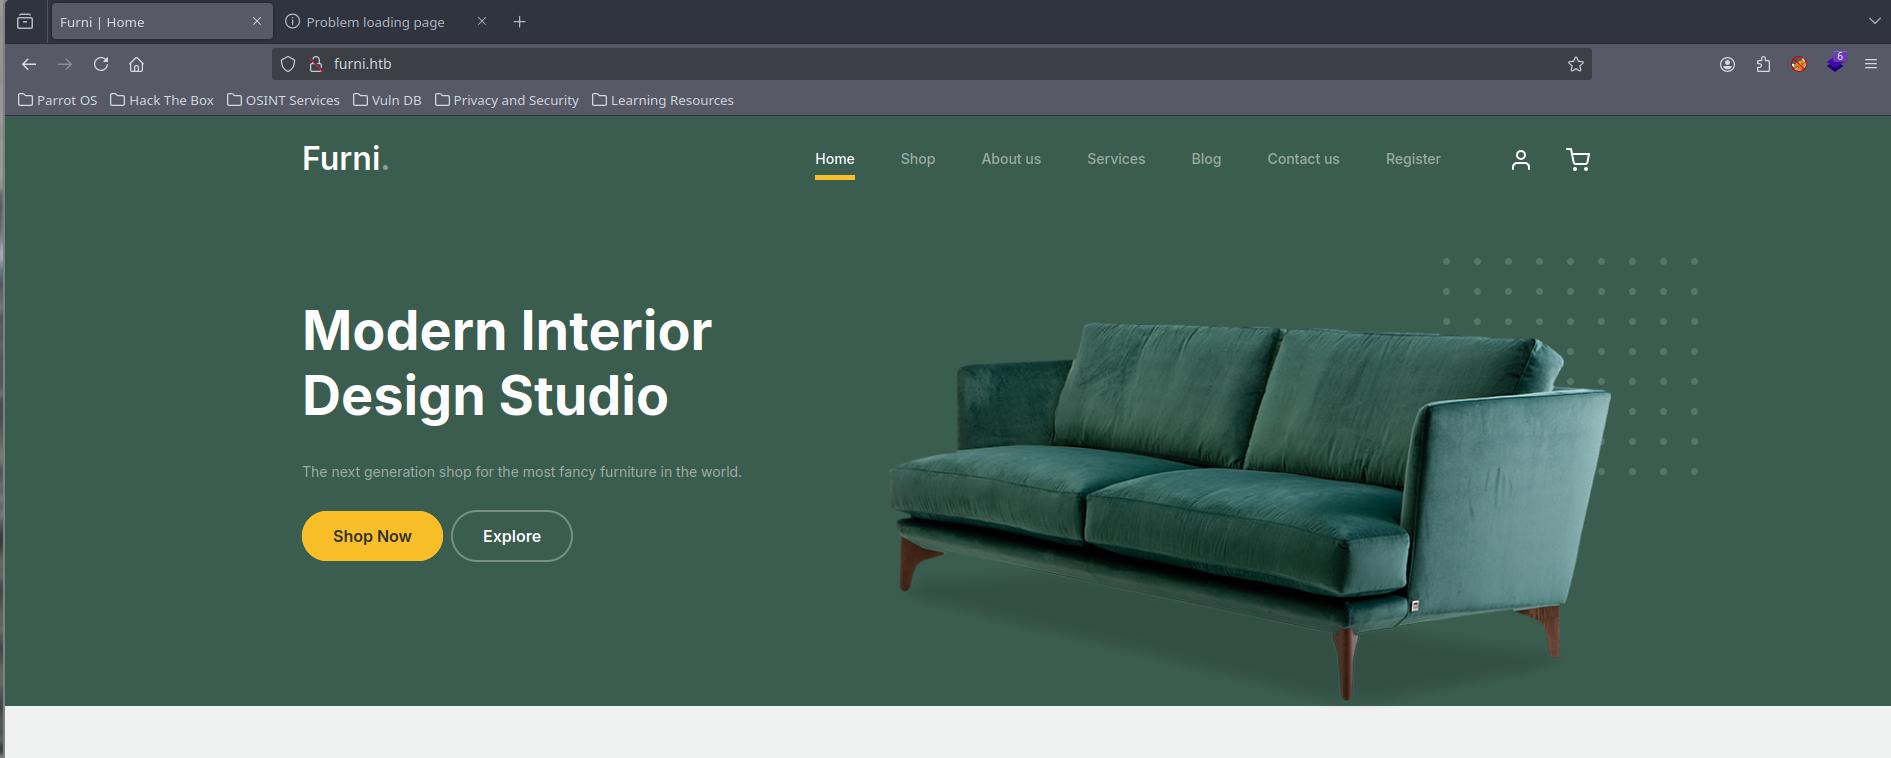 Furni | Home
Problem loading page
furni.htb
6
Parrot OS Hack The Box OSINT Services Vuln DB Privacy and Security Learning Resources
Furni.
Home Shop About us Services Blog Contact us Register
Modern Interior
Design Studio
The next generation shop for the most fancy furniture in the world.
Shop Now Explore